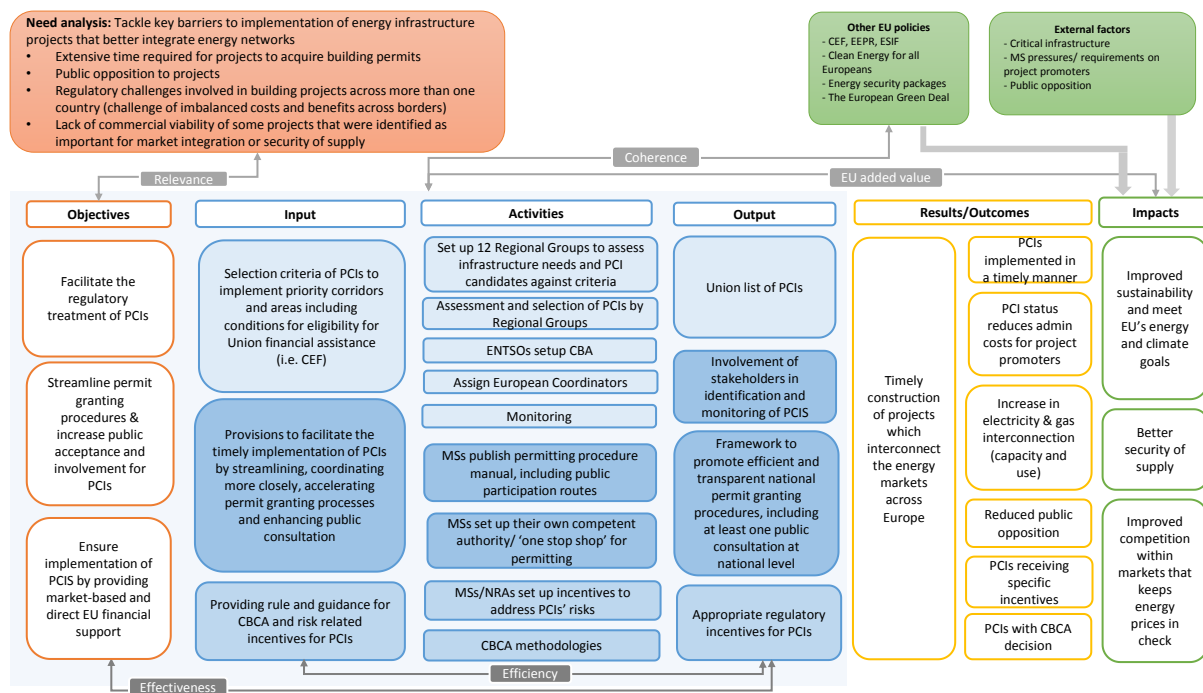 Need analysis: Tackle key barriers to implementation of energy infrastructure
projects that better integrate energy networks
• Extensive time required for projects to acquire building permits
• Public opposition to projects
• Regulatory challenges involved in building projects across more than one
country (challenge of imbalanced costs and benefits across borders)
• Lack of commercial viability of some projects that were identified as
important for market integration or security of supply
Other EU policies
- CEF, EEPR, ESIF
- Clean Energy for all
Europeans
- Energy security packages
- The European Green Deal
External factors
- Critical infrastructure
- MS pressures/ requirements on
project promoters
- Public opposition
Relevance
Coherence
EU added value
Objectives
Facilitate the
regulatory
treatment of PCIs
Streamline permit
granting
procedures &
increase public
acceptance and
involvement for
PCIs
Ensure
implementation of
PCIS by providing
market-based and
direct EU financial
support
Input
Selection criteria of PCIs to
implement priority corridors
and areas including
conditions for eligibility for
Union financial assistance
(i.e. CEF)
Provisions to facilitate the
timely implementation of PCIs
by streamlining, coordinating
more closely, accelerating
permit granting processes
and enhancing public
consultation
Providing rule and guidance for
CBCA and risk related
incentives for PCIs
Activities
Set up 12 Regional Groups to assess
infrastructure needs and PCI
candidates against criteria
Assessment and selection of PCIs by
Regional Groups
ENTSOs setup CBA
Assign European Coordinators
Monitoring
MSs publish permitting procedure
manual, including public
participation routes
MSs set up their own competent
authority/ 'one stop shop' for
permitting
MS/NRAs set up incentives to
address PCIs' risks
CBCA methodologies
Output
Union list of PCIs
Involvement of
stakeholders in
identification and
monitoring of PCIS
Framework to
promote efficient and
transparent national
permit granting
procedures, including
at least one public
consultation at
national level
Appropriate regulatory
incentives for PCIs
Results/Outcomes
Timely
construction
of projects
which
interconnect
the energy
markets
across
Europe
PCIs
implemented in
a timely manner
PCI status
reduces admin
costs for project
promoters
Increase in
electricity & gas
interconnection
(capacity and
use)
Reduced public
opposition
PCIs receiving
specific
incentives
PCIs with CBCA
decision
Impacts
Improved
sustainability
and meet
EU's energy
and climate
goals
Better
security of
supply
Improved
competition
within
markets that
keeps
energy
prices in
check
Efficiency
Effectiveness